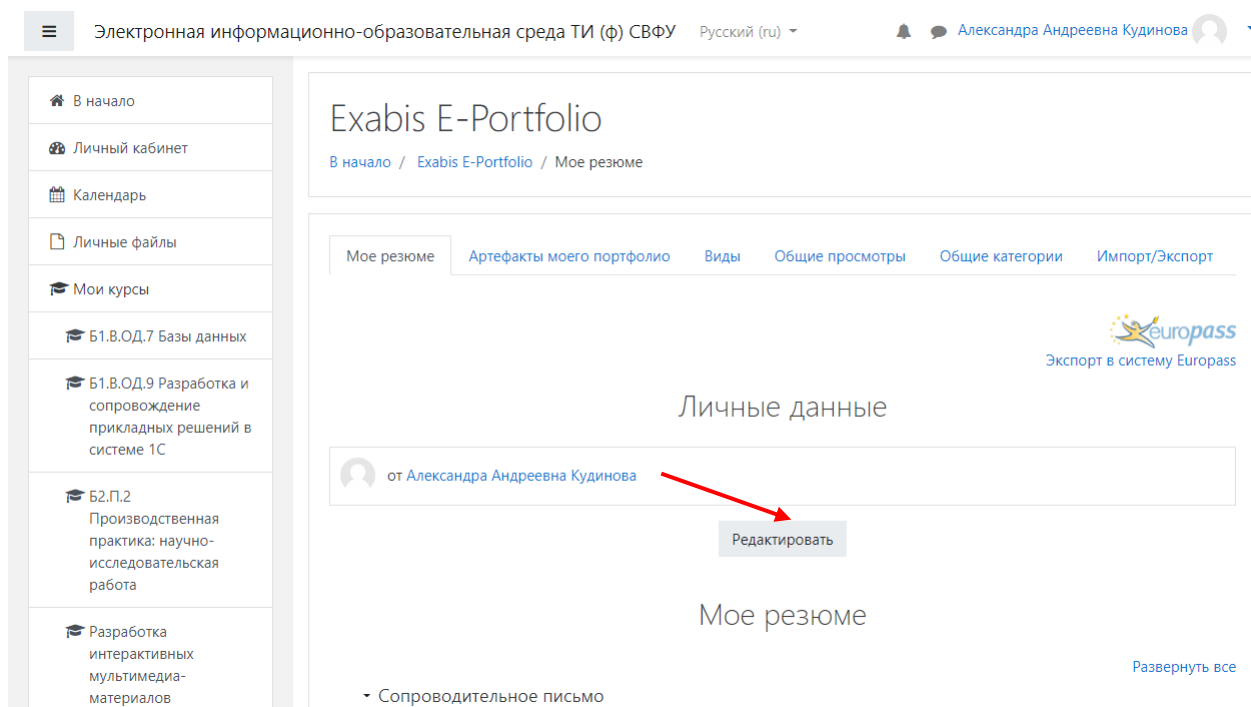 Электронная информационно-образовательная среда ТИ (ф) СВФУ
Русский (ru)
Александра Андреевна Кудинова
В начало
Личный кабинет
Календарь
Личные файлы
Мои курсы
Б1.В.ОД.7 Базы данных
Б1.В.ОД.9 Разработка и
сопровождение
прикладных решений в
системе 1С
Б2.П.2
Производственная
практика: научно-
исследовательская
работа
Разработка
интерактивных
мультимедиа-
материалов
Exabis E-Portfolio
В начало / Exabis E-Portfolio / Мое резюме
Мое резюме
Артефакты моего портфолио
Виды
Общие просмотры
Общие категории
Импорт/Экспорт
europass
Экспорт в систему Europass
Личные данные
от Александра Андреевна Кудинова
Редактировать
Мое резюме
Развернуть все
Сопроводительное письмо